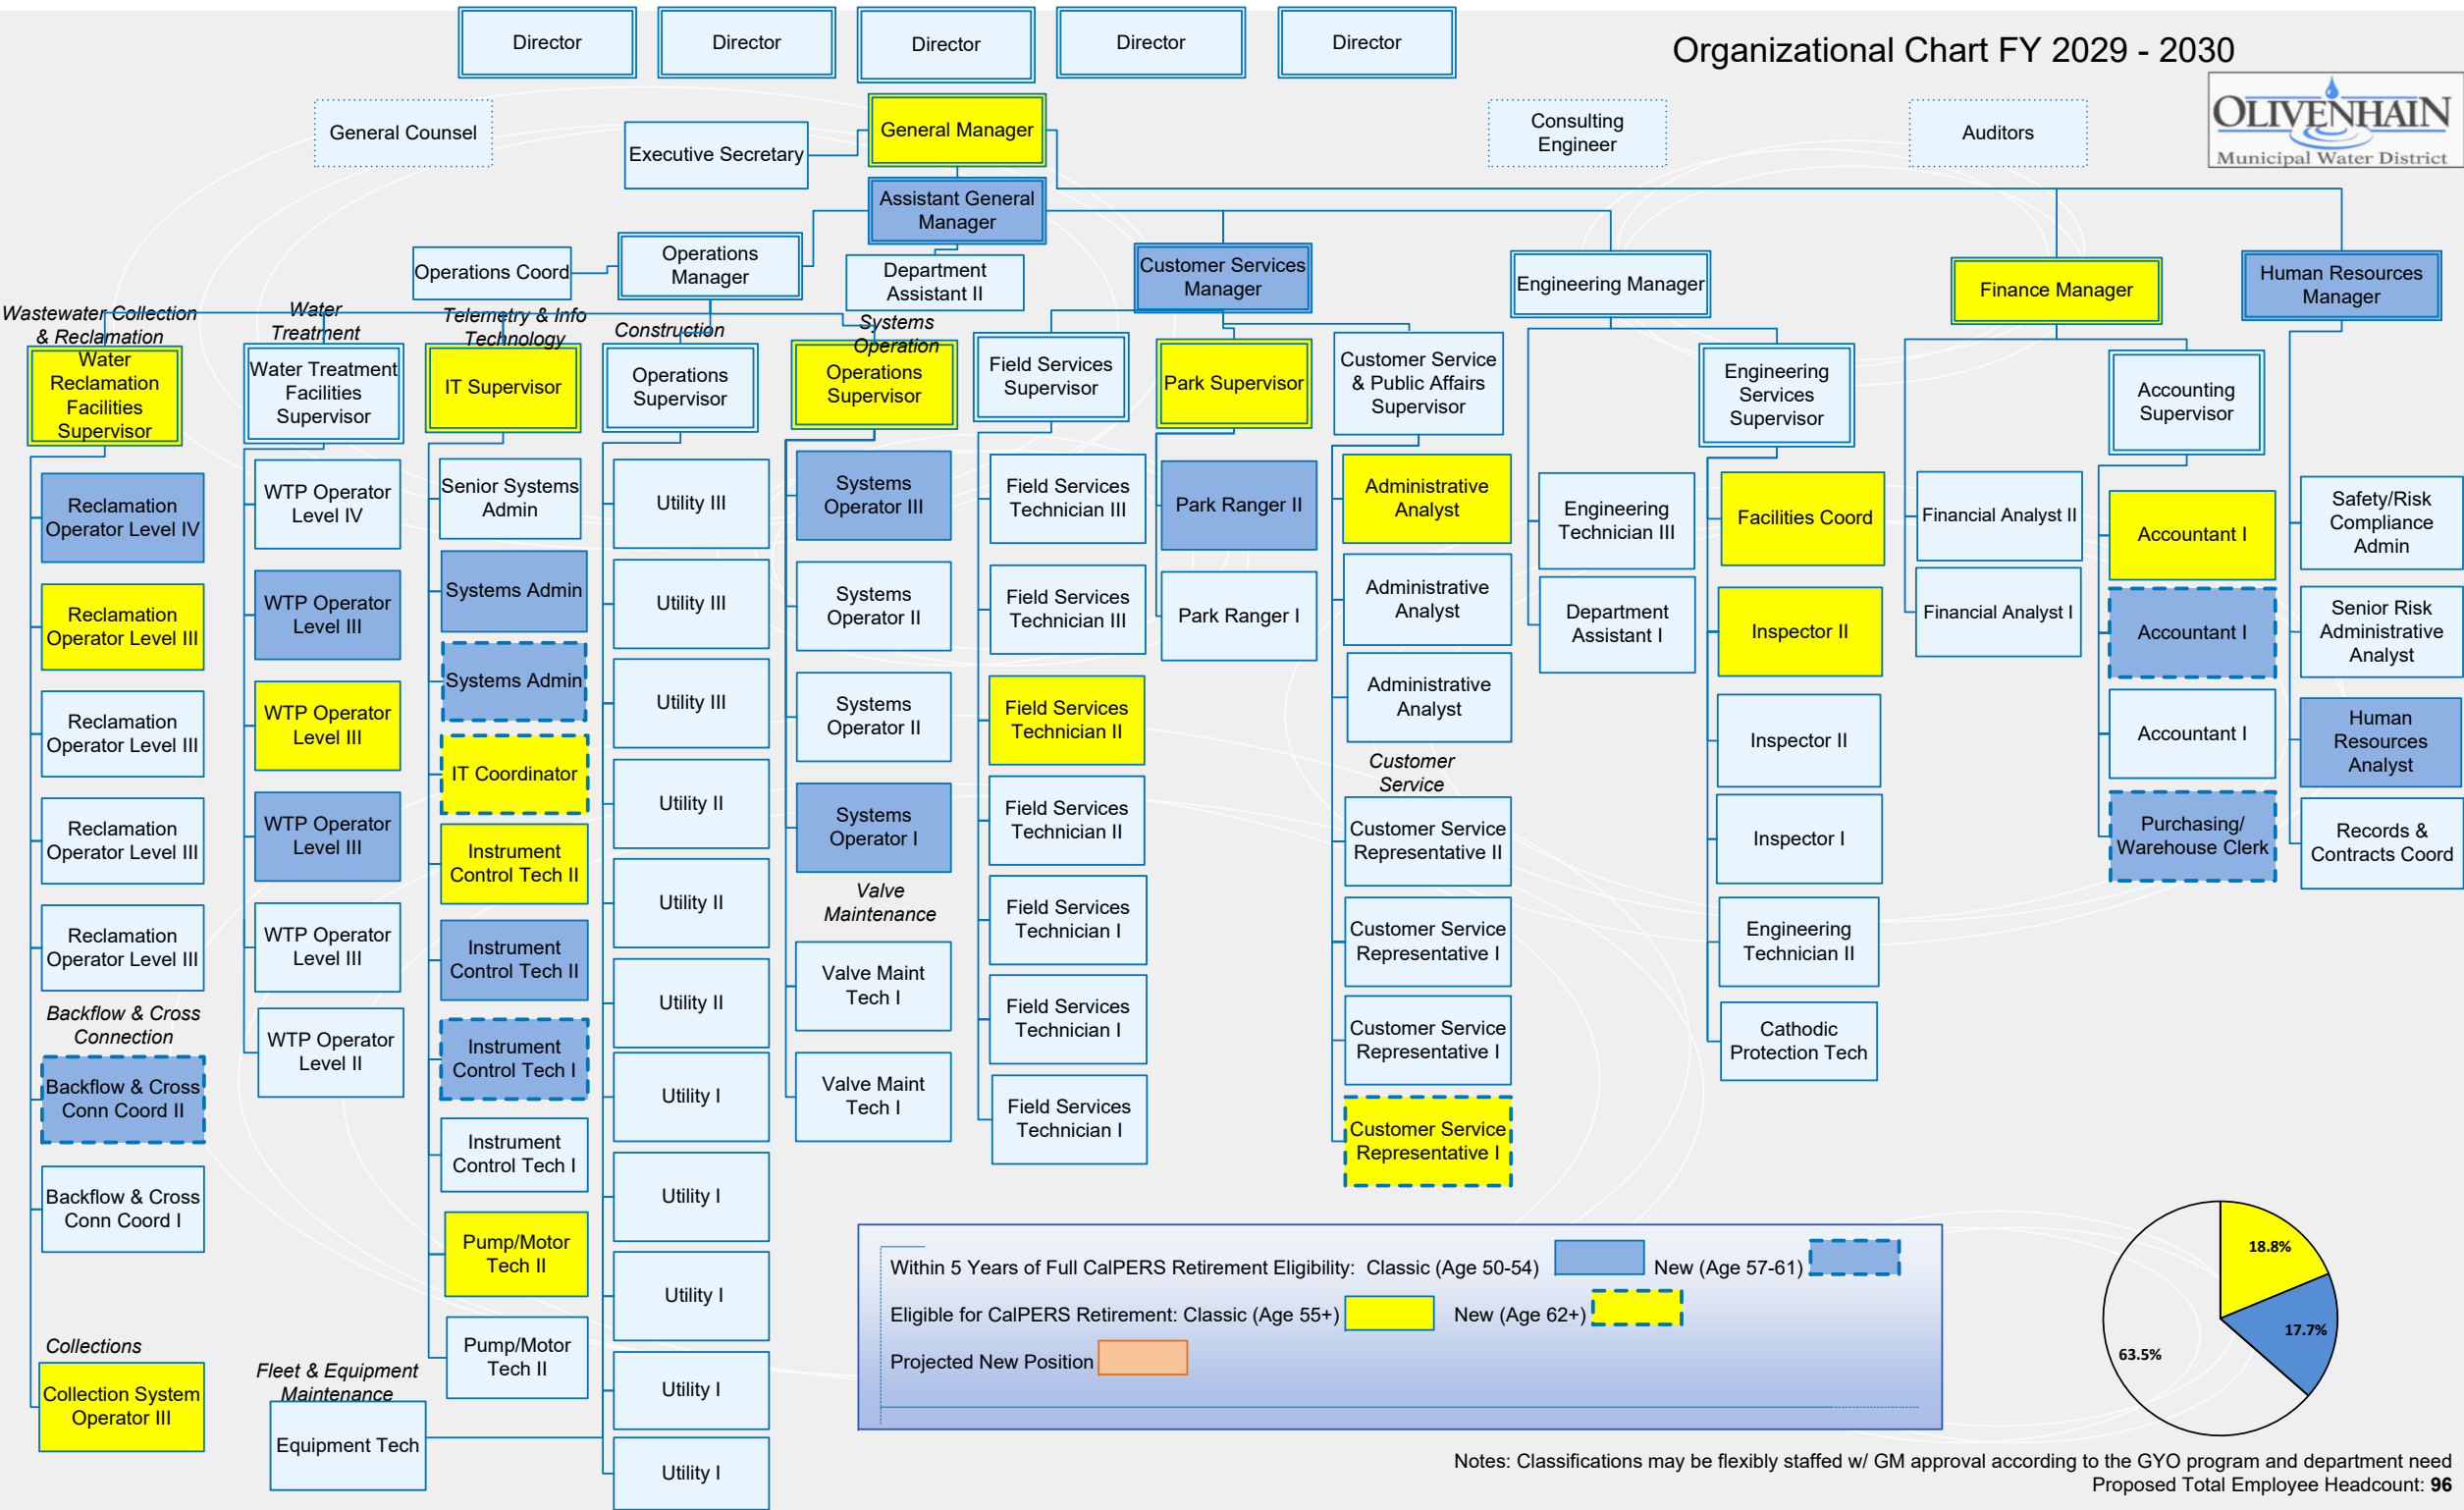 Director
Director
Director
Director
Director
Organizational Chart FY 2029 - 2030
OLIVENHAIN
Municipal Water District
General Counsel
Executive Secretary
General Manager
Consulting
Engineer
Auditors
Assistant General
Manager
Operations Coord
Operations
Manager
Department
Assistant II
Customer Services
Manager
Engineering Manager
Finance Manager
Human Resources
Manager
Wastewater Collection
& Reclamation
Water
Reclamation
Facilities
Supervisor
Reclamation
Operator Level IV
Reclamation
Operator Level III
Reclamation
Operator Level III
Reclamation
Operator Level III
Reclamation
Operator Level III
Backflow & Cross
Connection
Backflow & Cross
Conn Coord II
Backflow & Cross
Conn Coord I
Collections
Collection System
Operator III
Water
Treatment
Water Treatment
Facilities
Supervisor
WTP Operator
Level IV
WTP Operator
Level III
WTP Operator
Level III
WTP Operator
Level III
WTP Operator
Level III
WTP Operator
Level II
Fleet & Equipment
Maintenance
Equipment Tech
Telemetry & Info
Technology
IT Supervisor
Senior Systems
Admin
Systems Admin
Systems Admin
IT Coordinator
Instrument
Control Tech II
Instrument
Control Tech II
Instrument
Control Tech I
Instrument
Control Tech I
Pump/Motor
Tech II
Pump/Motor
Tech II
Construction
Operations
Supervisor
Utility III
Utility III
Utility III
Utility II
Utility II
Utility II
Utility I
Utility I
Utility I
Utility I
Utility I
Systems
Operation
Operations
Supervisor
Systems
Operator III
Systems
Operator II
Systems
Operator II
Systems
Operator I
Valve
Maintenance
Valve Maint
Tech I
Valve Maint
Tech I
Field Services
Supervisor
Field Services
Technician III
Field Services
Technician III
Field Services
Technician II
Field Services
Technician II
Field Services
Technician I
Field Services
Technician I
Field Services
Technician I
Park Supervisor
Park Ranger II
Park Ranger I
Customer Service
& Public Affairs
Supervisor
Administrative
Analyst
Administrative
Analyst
Administrative
Analyst
Customer
Service
Customer Service
Representative II
Customer Service
Representative I
Customer Service
Representative I
Customer Service
Representative I
Engineering
Technician III
Department
Assistant I
Engineering
Services
Supervisor
Facilities Coord
Inspector II
Inspector II
Inspector I
Engineering
Technician II
Cathodic
Protection Tech
Financial Analyst II
Financial Analyst I
Accounting
Supervisor
Accountant I
Accountant I
Accountant I
Purchasing/
Warehouse Clerk
Safety/Risk
Compliance
Admin
Senior Risk
Administrative
Analyst
Human
Resources
Analyst
Records &
Contracts Coord
Within 5 Years of Full CalPERS Retirement Eligibility: Classic (Age 50-54) New (Age 57-61)
Eligible for CalPERS Retirement: Classic (Age 55+) New (Age 62+)
Projected New Position
18.8%
17.7%
63.5%
Notes: Classifications may be flexibly staffed w/ GM approval according to the GYO program and department need
Proposed Total Employee Headcount: 96